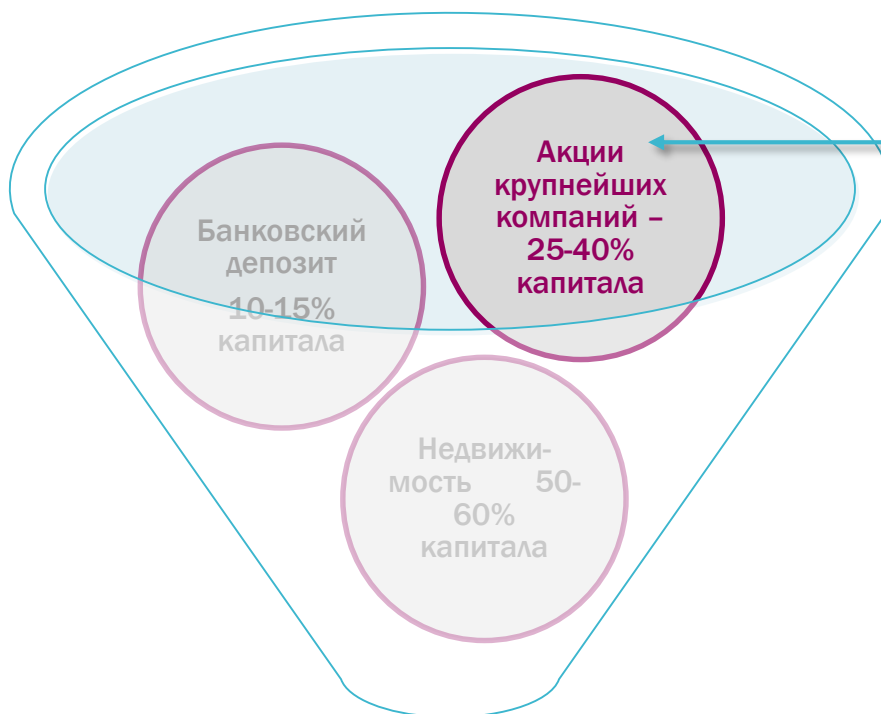 Акции
крупнейших
компаний –
25-40%
капитала
Банковский
депозит
10-15%
капитала
Недвижи-
мость 50-
60%
капитала